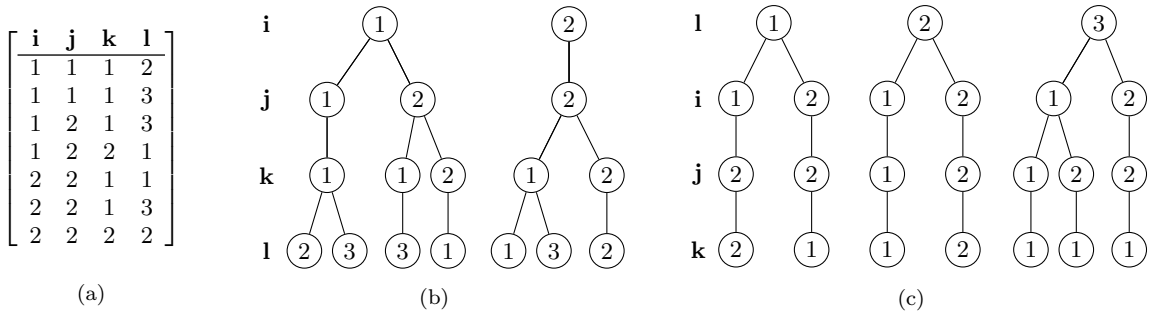 i j k l
1 1 1 2
1 1 1 3
1 2 1 3
1 2 2 1
2 2 1 1
2 2 1 3
2 2 2 2
(a)
i 1 2
j 1 2 2
k 1 1 2 1 2
l 2 3 3 1 1 3 2
(b)
l 1 2 3
i 1 2 1 2 1 2
j 2 2 1 2 1 2 2
k 2 1 1 2 1 1 1
(c)